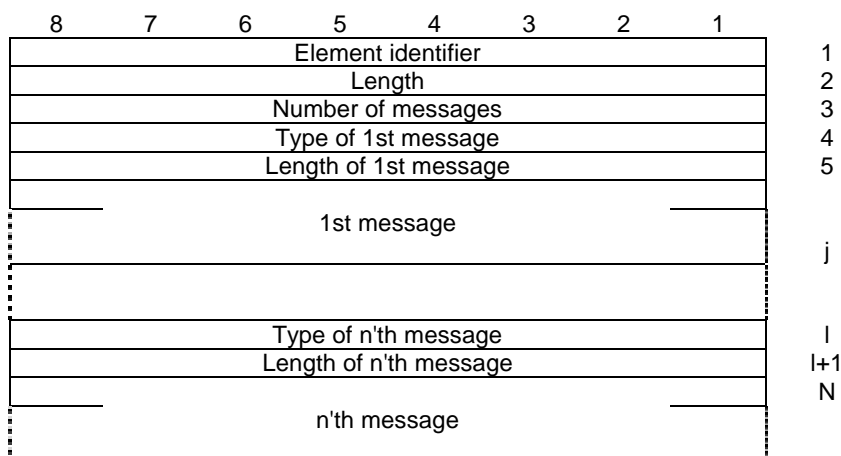 8 7 6 5 4 3 2 1
Element identifier 1
Length 2
Number of messages 3
Type of 1st message 4
Length of 1st message 5
1st message
j
Type of n'th message l
Length of n'th message l+1
N
n'th message